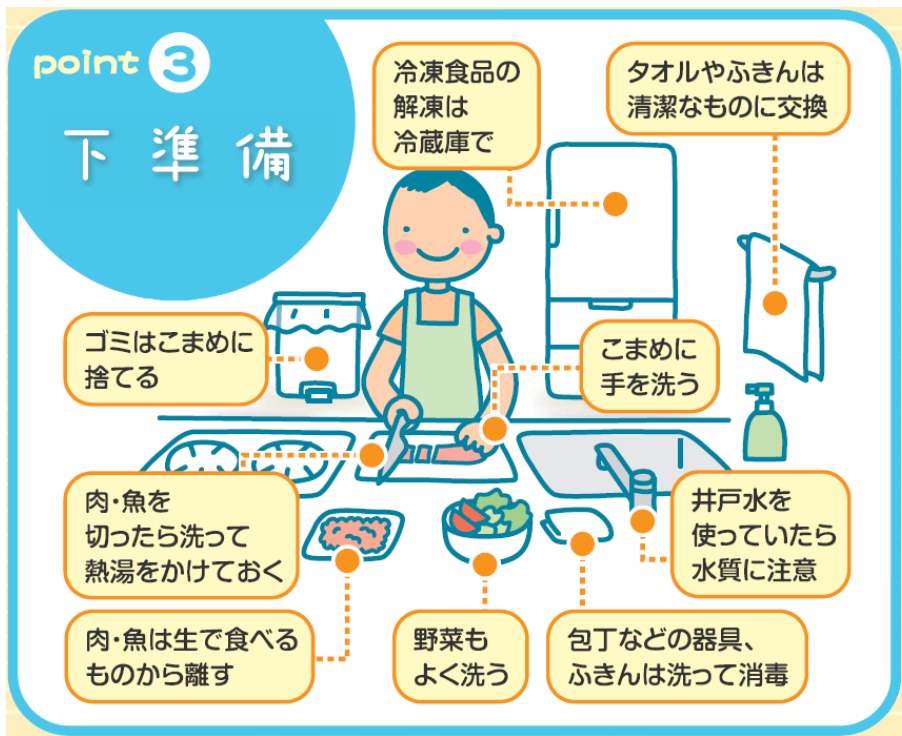 point 3
下準備
冷凍食品の
解凍は
冷蔵庫で
タオルやふきんは
清潔なものに交換
ゴミはこまめに
捨てる
こまめに
手を洗う
肉・魚を
切ったら洗って
熱湯をかけておく
井戸水を
使っていたら
水質に注意
肉・魚は生で食べる
ものから離す
野菜も
よく洗う
包丁などの器具、
ふきんは洗って消毒